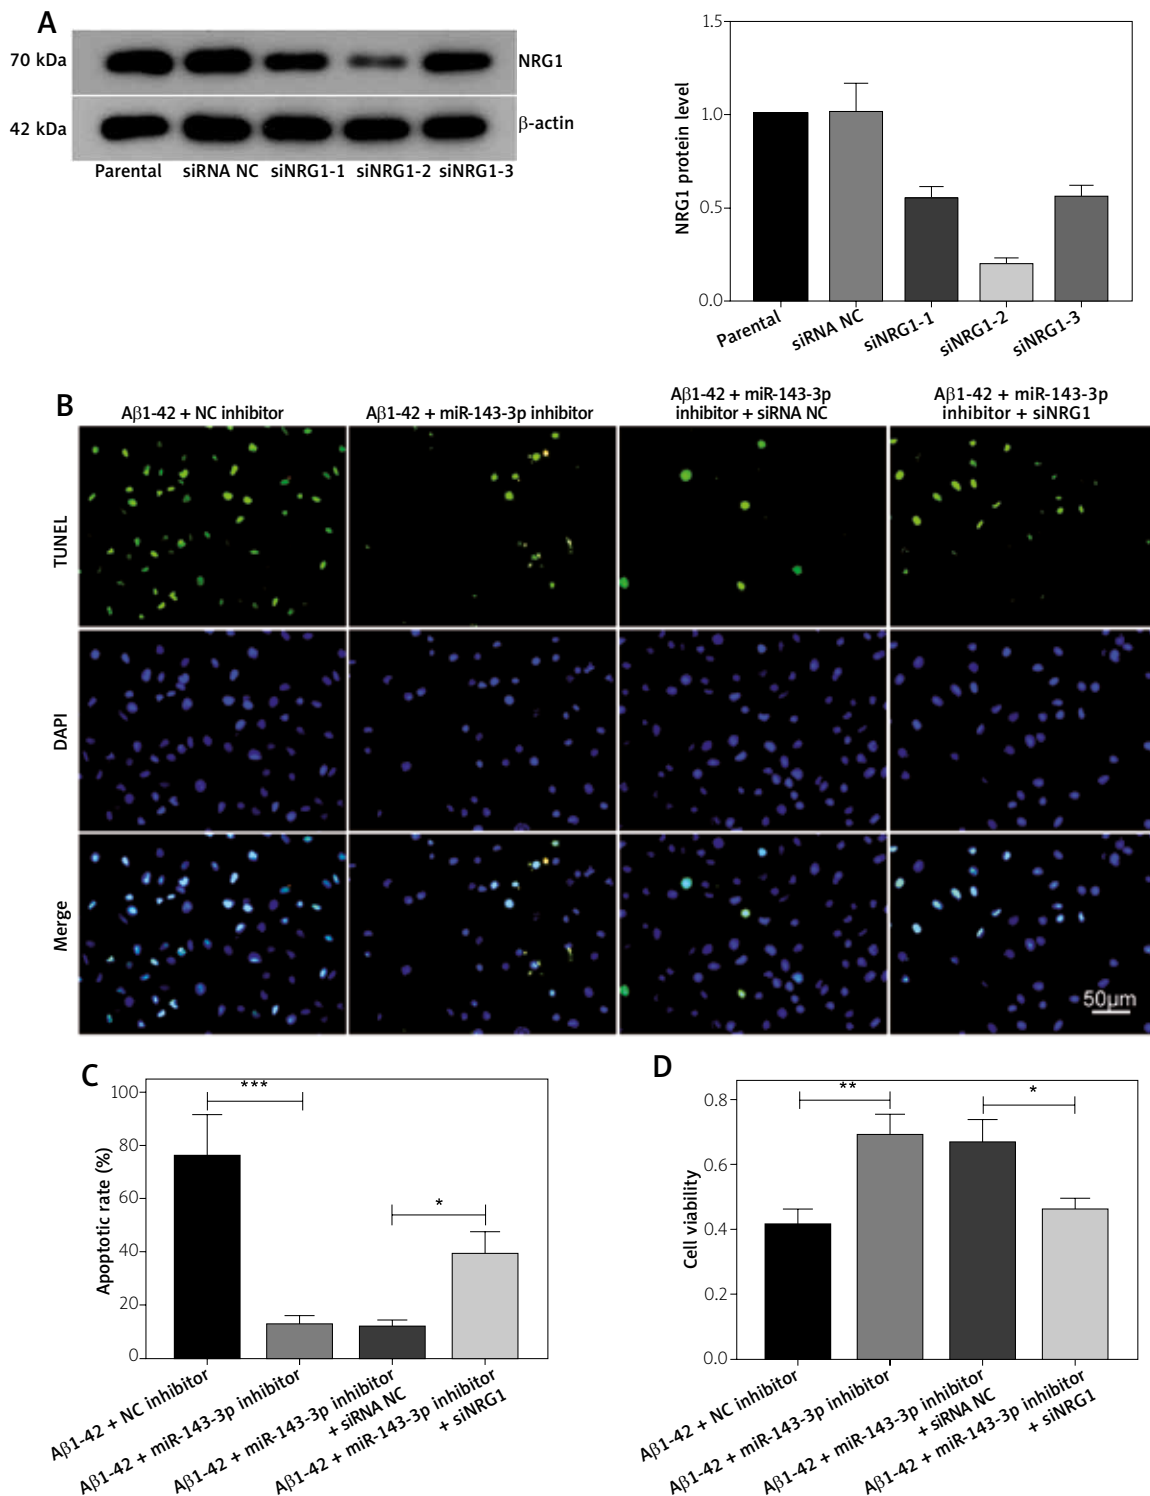 A
70 kDa
NRG1
42 kDa
β-actin
Parental siRNA NC siNRG1-1 siNRG1-2 siNRG1-3
1.5
1.0
0.5
0.0
NRG1 protein level
Parental
siRNA NC
siNRG1-1
siNRG1-2
siNRG1-3
B
Aβ1-42 + NC inhibitor
Aβ1-42 + miR-143-3p inhibitor
Aβ1-42 + miR-143-3p
inhibitor + siRNA NC
Aβ1-42 + miR-143-3p
inhibitor + siNRG1
TUNEL
DAPI
Merge
50µm
C
100
80
60
40
20
0
Apoptotic rate (%)
***
*
Aβ1-42 + NC inhibitor
Aβ1-42 + miR-143-3p inhibitor
Aβ1-42 + miR-143-3p inhibitor
+ siRNA NC
Aβ1-42 + miR-143-3p inhibitor
+ siNRG1
D
0.8
0.6
0.4
0.2
0.0
Cell viability
**
*
Aβ1-42 + NC inhibitor
Aβ1-42 + miR-143-3p inhibitor
Aβ1-42 + miR-143-3p inhibitor
+ siRNA NC
Aβ1-42 + miR-143-3p inhibitor
+ siNRG1